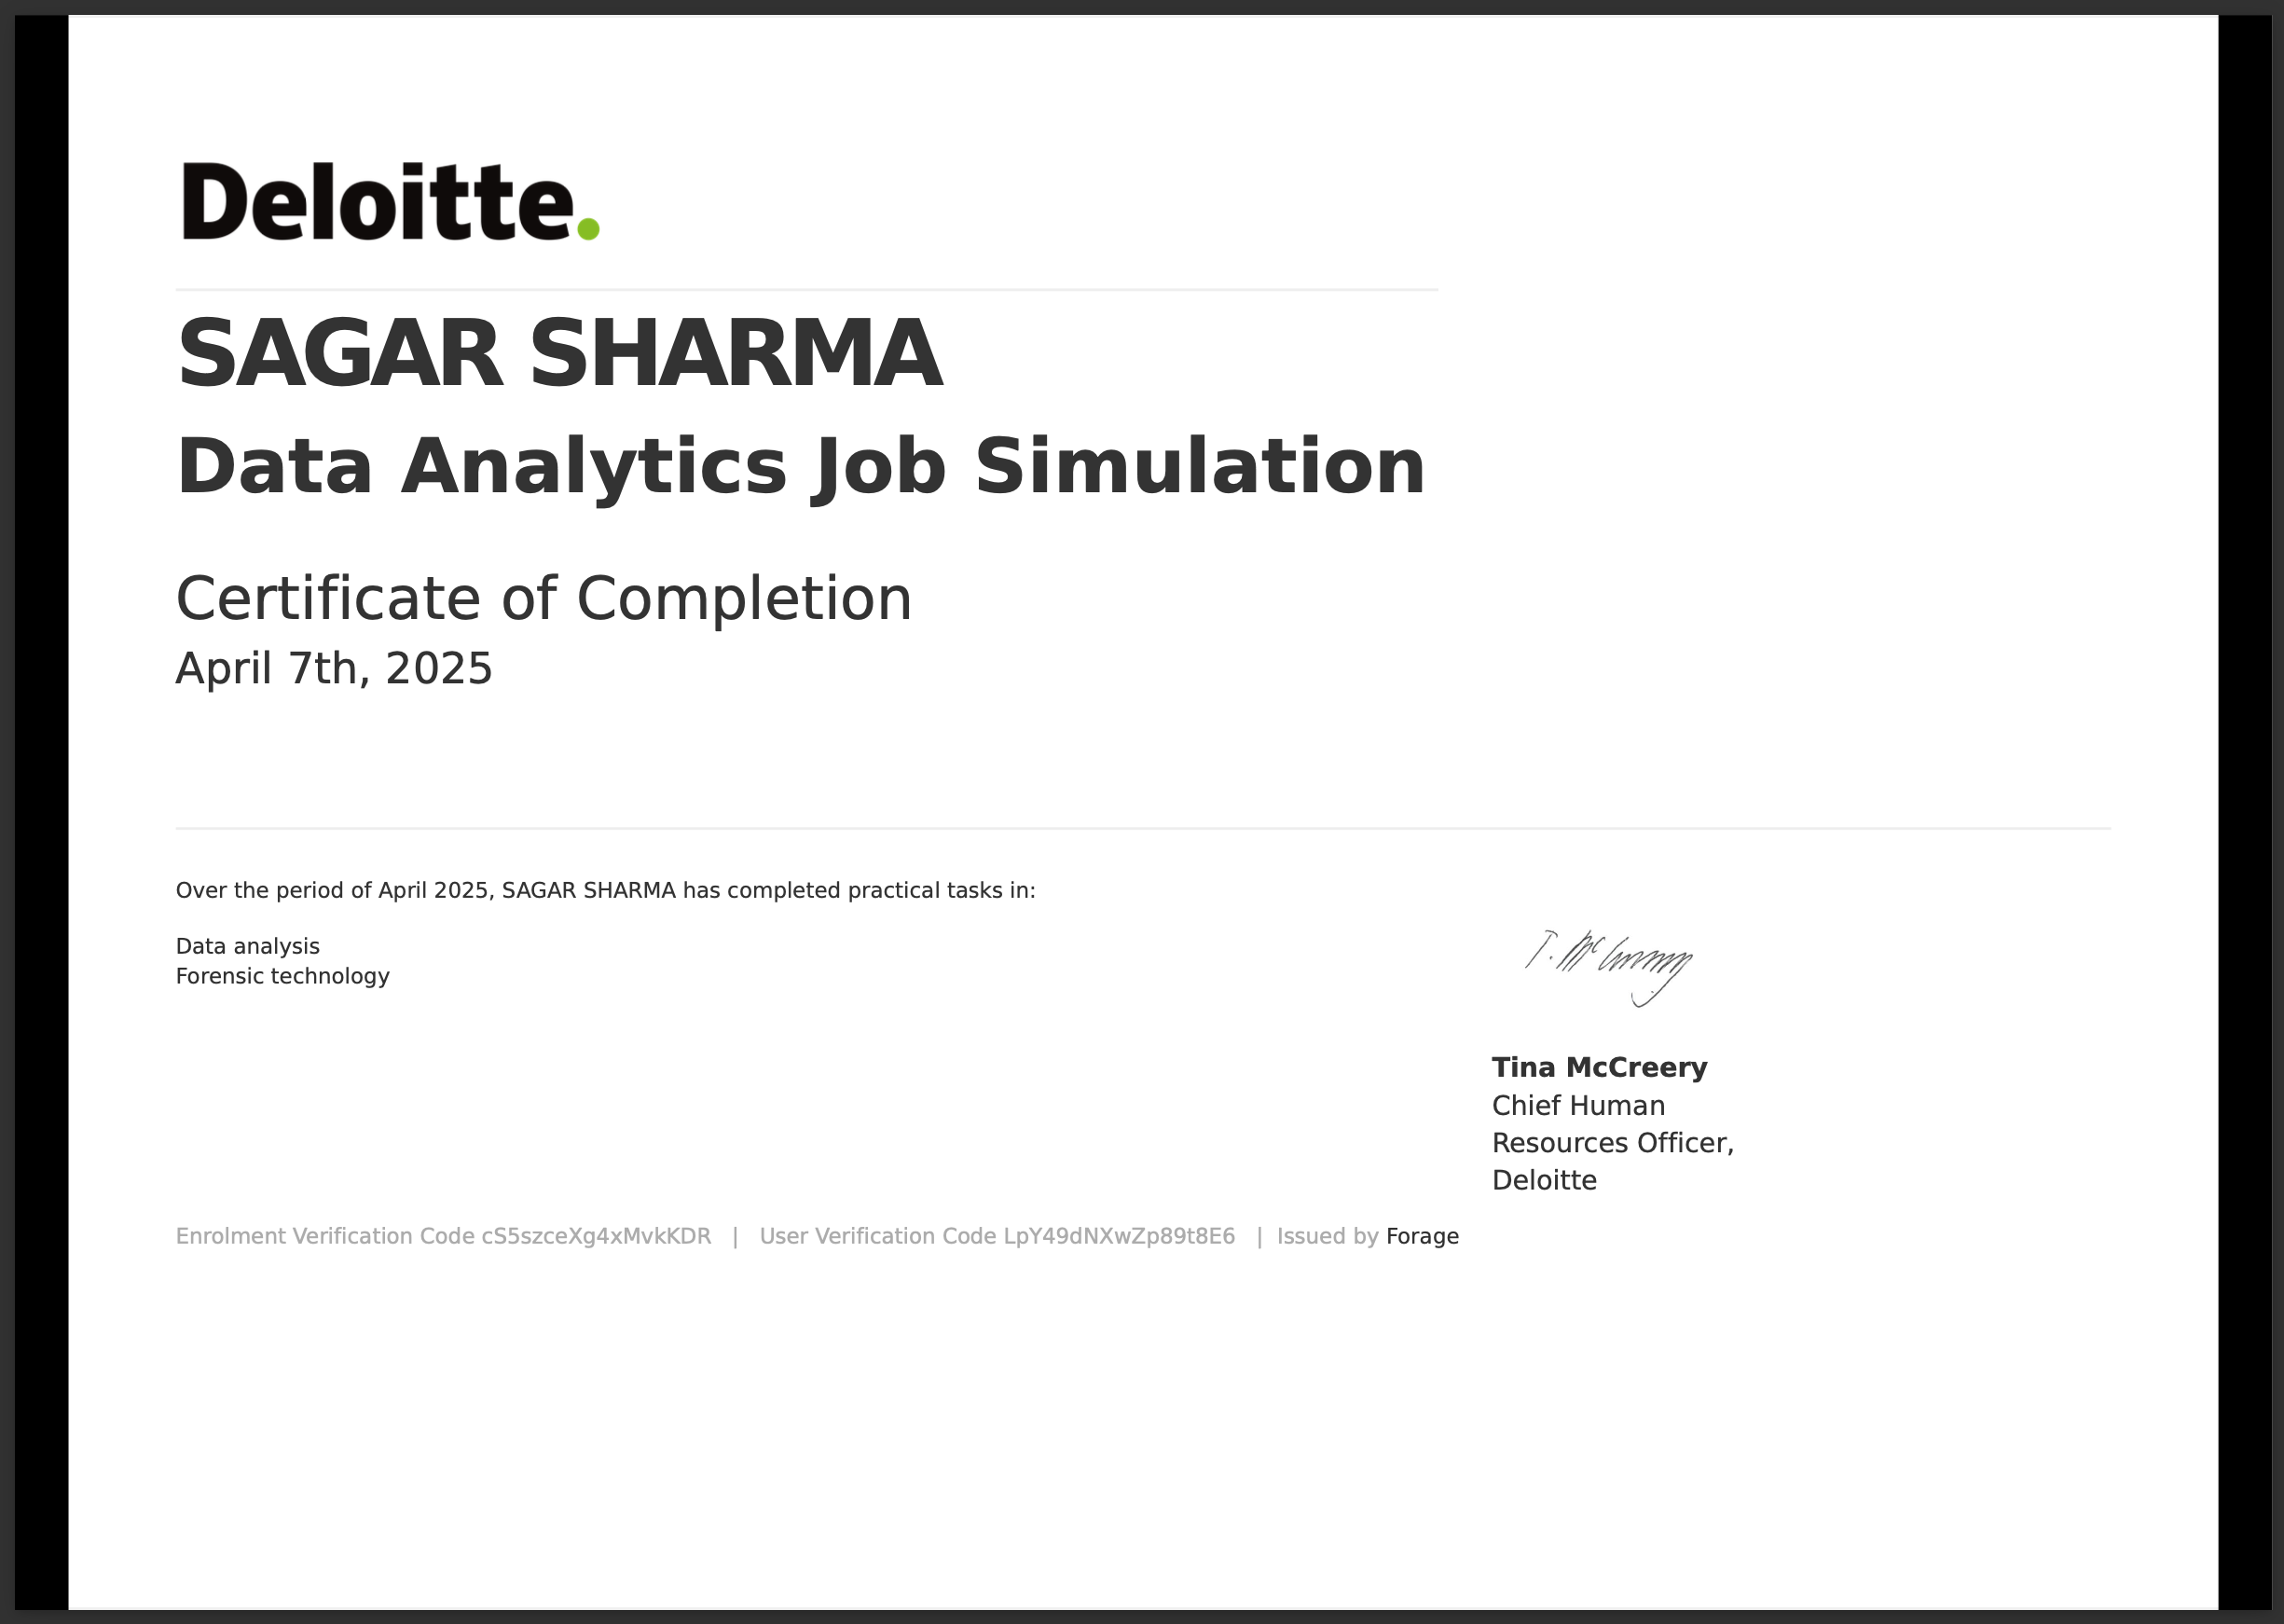 Deloitte.
SAGAR SHARMA
Data Analytics Job Simulation
Certificate of Completion
April 7th, 2025
Over the period of April 2025, SAGAR SHARMA has completed practical tasks in:
Data analysis
Forensic technology
T. McCreery
Tina McCreery
Chief Human
Resources Officer,
Deloitte
Enrolment Verification Code cS5szceXg4xMvkKDR | User Verification Code LpY49dNXwZp89t8E6 | Issued by Forage